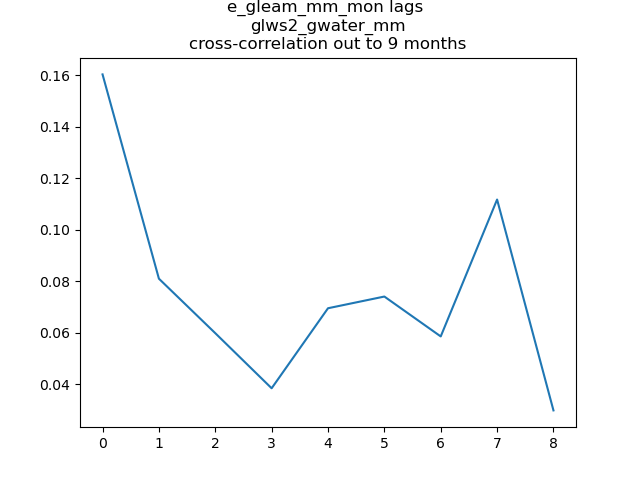 e_gleam_mm_mon lags
glws2_gwater_mm
cross-correlation out to 9 months
0.16
0.14
0.12
0.10
0.08
0.06
0.04
0 1 2 3 4 5 6 7 8